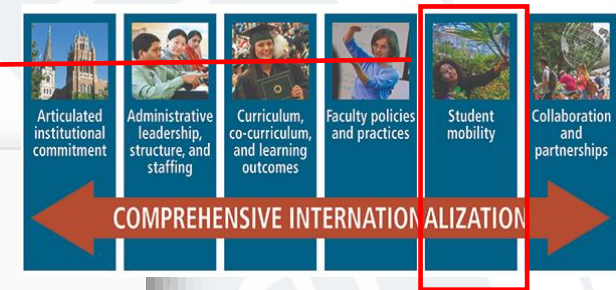 Articulated
institutional
commitment
Administrative
leadership,
structure, and
staffing
Curriculum,
co-curriculum,
and learning
outcomes
Faculty policies
and practices
Student
mobility
Collaboration
and
partnerships
COMPREHENSIVE INTERNATIONALIZATION